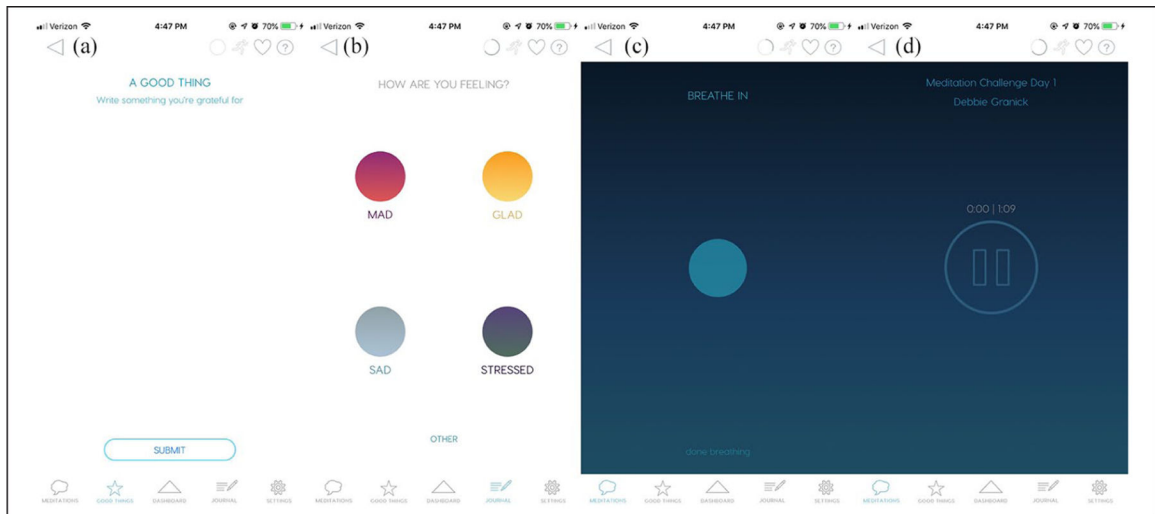 Verizon 4:47 PM 70%
(a)
A GOOD THING
Write something you're grateful for
SUBMIT
MEDITATIONS GOOD THINGS DASHBOARD JOURNAL SETTINGS
Verizon 4:47 PM 70%
(b)
HOW ARE YOU FEELING?
MAD GLAD
SAD STRESSED
OTHER
MEDITATIONS GOOD THINGS DASHBOARD JOURNAL SETTINGS
Verizon 4:47 PM 70%
(c)
BREATHE IN
done breathing
MEDITATIONS GOOD THINGS DASHBOARD JOURNAL SETTINGS
Verizon 4:47 PM 70%
(d)
Meditation Challenge Day 1
Debbie Granick
0:00 | 1:09
MEDITATIONS GOOD THINGS DASHBOARD JOURNAL SETTINGS